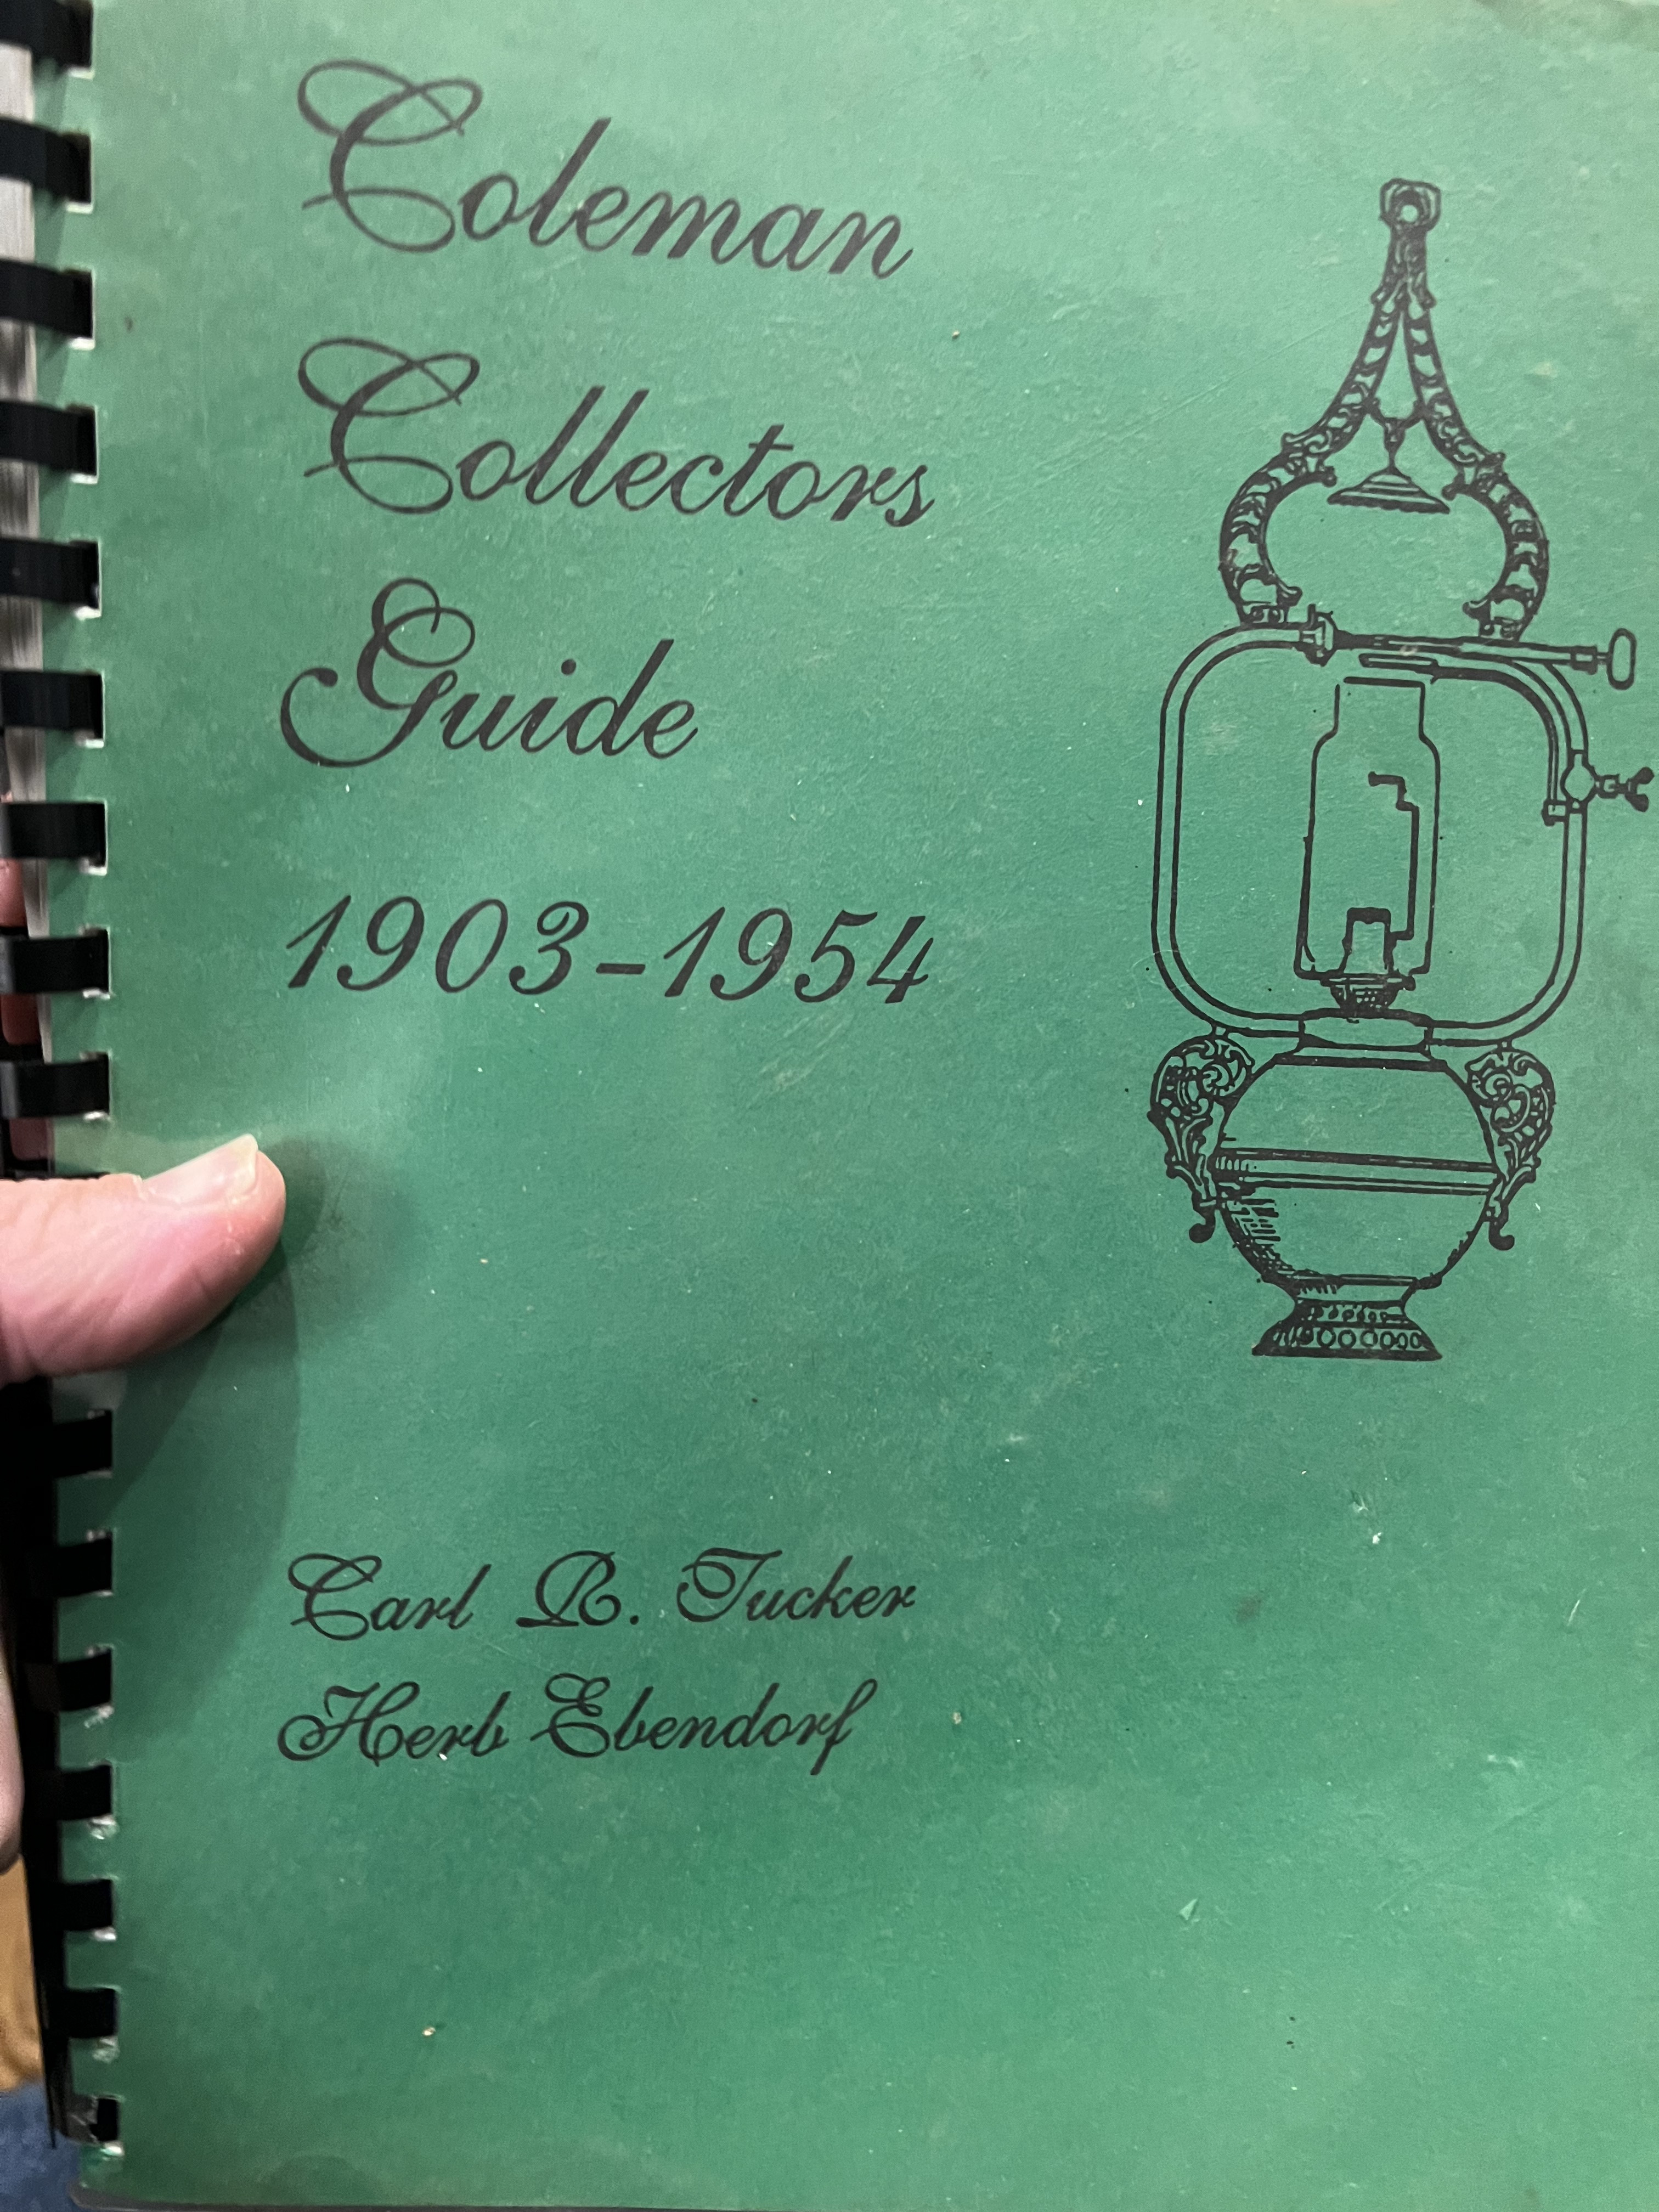 Coleman
Collectors
Guide
1903-1954
Carl R. Tucker
Herb Ebendorf